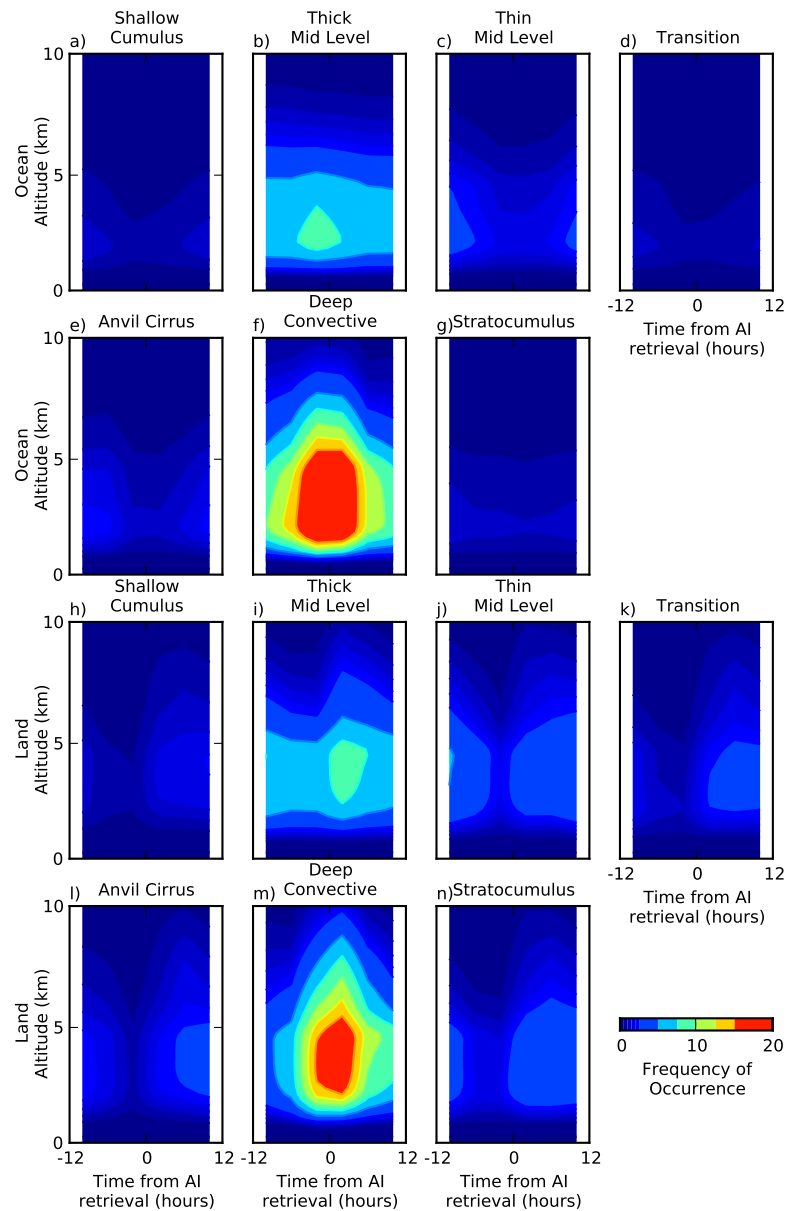 Shallow
Cumulus
Thick
Mid Level
Thin
Mid Level
Transition
a)
b)
c)
d)
10
5
0
Ocean
Altitude (km)
-12
0
12
Time from AI
retrieval (hours)
e)
Anvil Cirrus
f)
Deep
Convective
g)
Stratocumulus
10
5
0
Ocean
Altitude (km)
h)
Shallow
Cumulus
i)
Thick
Mid Level
j)
Thin
Mid Level
k)
Transition
10
5
0
Land
Altitude (km)
-12
0
12
Time from AI
retrieval (hours)
l)
Anvil Cirrus
m)
Deep
Convective
n)
Stratocumulus
10
5
0
Land
Altitude (km)
-12
0
12
Time from AI
retrieval (hours)
-12
0
12
Time from AI
retrieval (hours)
-12
0
12
Time from AI
retrieval (hours)
0
10
20
Frequency of
Occurrence